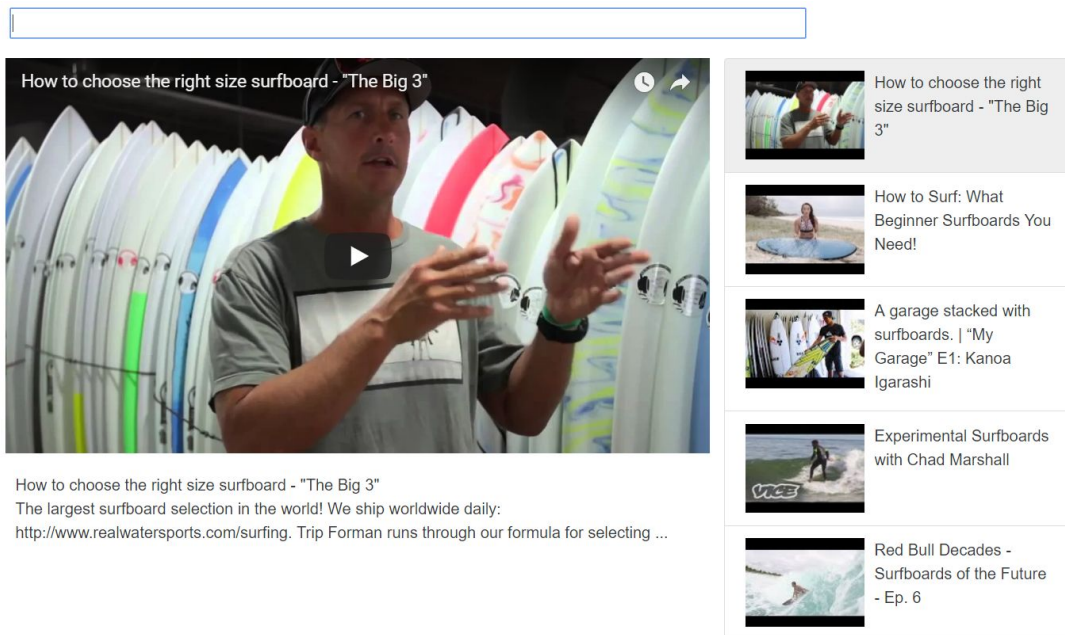 How to choose the right size surfboard - "The Big 3"
How to choose the right size surfboard - "The Big 3"
The largest surfboard selection in the world! We ship worldwide daily:
http://www.realwatersports.com/surfing. Trip Forman runs through our formula for selecting ...
How to choose the right
size surfboard - "The Big
3"
How to Surf: What
Beginner Surfboards You
Need!
A garage stacked with
surfboards. | “My
Garage” E1: Kanoa
Igarashi
VICE
Experimental Surfboards
with Chad Marshall
Red Bull Decades -
Surfboards of the Future
- Ep. 6